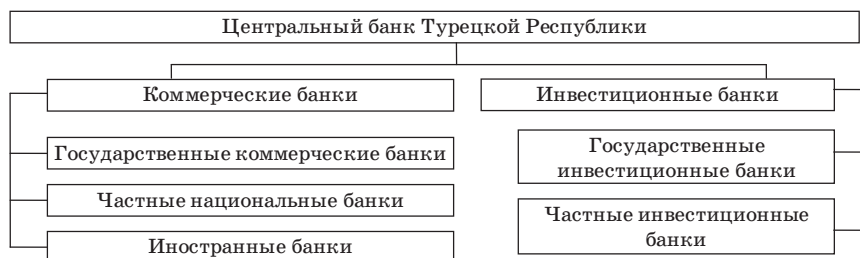 Центральный банк Турецкой Республики
Коммерческие банки
Инвестиционные банки
Государственные коммерческие банки
Частные национальные банки
Иностранные банки
Государственные
инвестиционные банки
Частные инвестиционные
банки